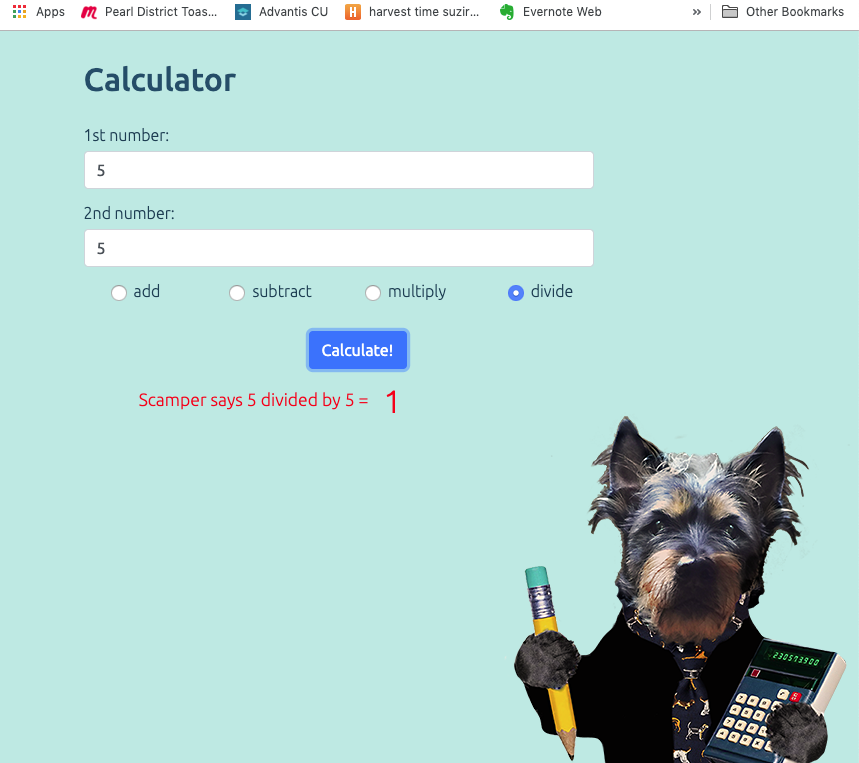 Apps Pearl District Toas... Advantis CU harvest time suzir... Evernote Web » Other Bookmarks
Calculator
1st number:
5
2nd number:
5
add subtract multiply divide
Calculate!
Scamper says 5 divided by 5 = 1